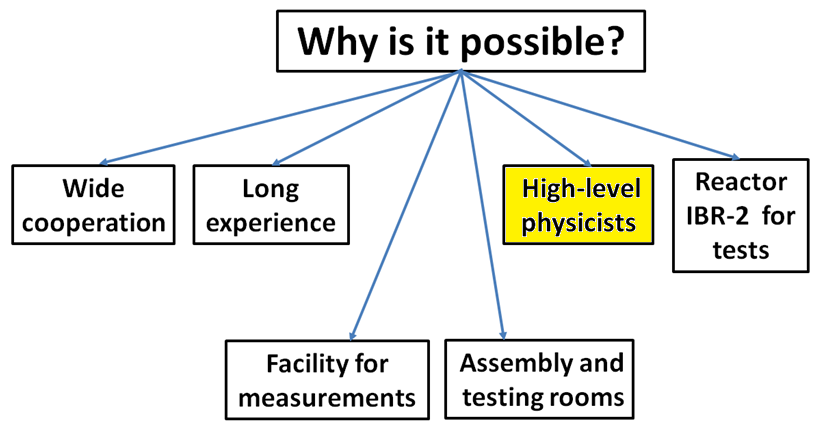 Why is it possible?
Wide
cooperation
Long
experience
High-level
physicists
Reactor
IBR-2 for
tests
Facility for
measurements
Assembly and
testing rooms